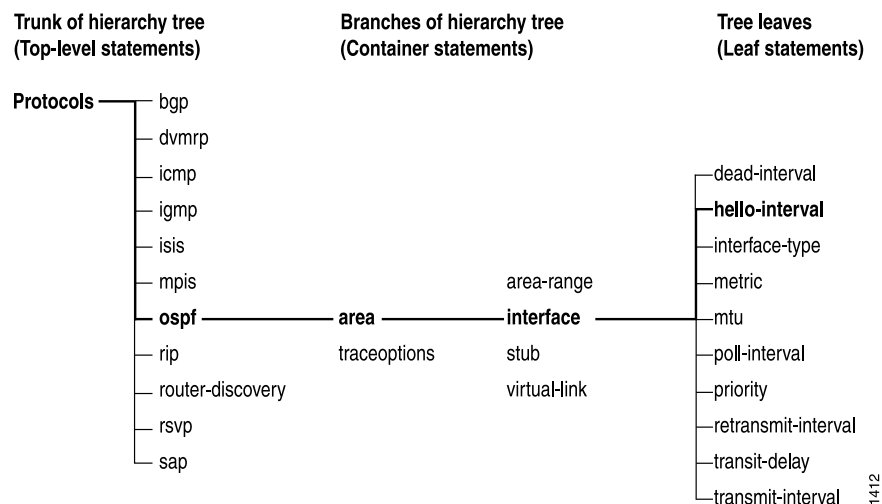 Trunk of hierarchy tree
(Top-level statements)
Branches of hierarchy tree
(Container statements)
Tree leaves
(Leaf statements)
Protocols
bgp
dvmrp
icmp
igmp
isis
mpis
ospf
rip
router-discovery
rsvp
sap
area
traceoptions
area-range
interface
stub
virtual-link
dead-interval
hello-interval
interface-type
metric
mtu
poll-interval
priority
retransmit-interval
transit-delay
transmit-interval
1412